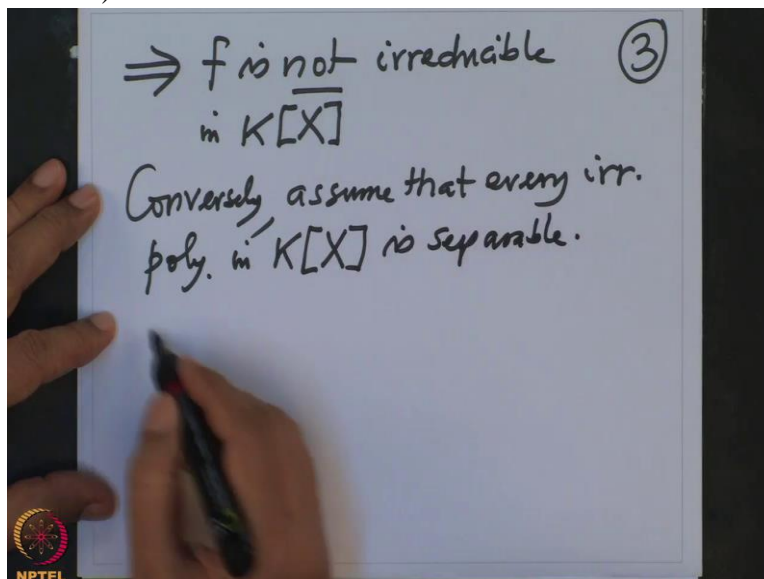 ⇒ f is not irreducible ③
in K[X]
Conversely, assume that every irr.
poly. in K[X] is separable.
NPTEL